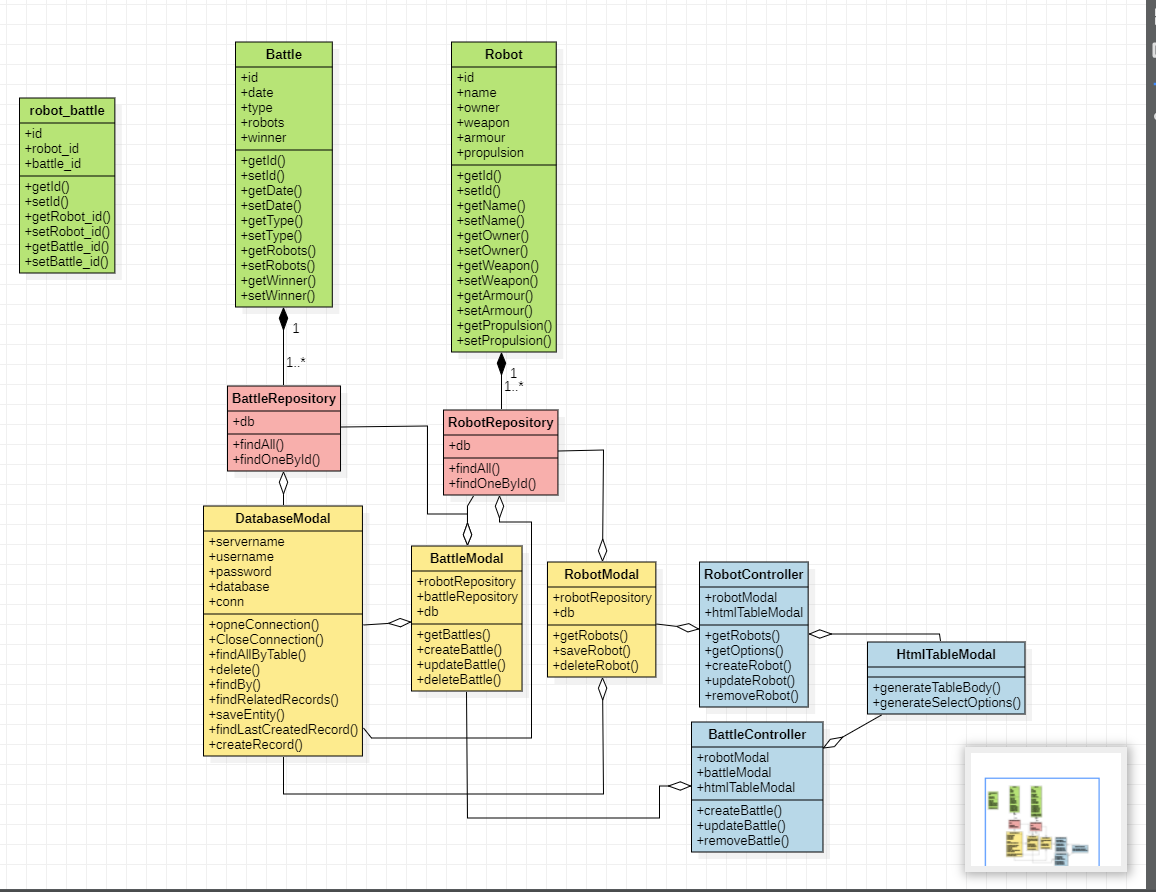 robot_battle
+id
+robot_id
+battle_id
+getId()
+setId()
+getRobot_id()
+setRobot_id()
+getBattle_id()
+setBattle_id()
Battle
+id
+date
+type
+robots
+winner
+getId()
+setId()
+getDate()
+setDate()
+getType()
+setType()
+getRobots()
+setRobots()
+getWinner()
+setWinner()
1
1..*
Robot
+id
+name
+owner
+weapon
+armour
+propulsion
+getId()
+setId()
+getName()
+setName()
+getOwner()
+setOwner()
+getWeapon()
+setWeapon()
+getArmour()
+setArmour()
+getPropulsion()
+setPropulsion()
1
1..*
BattleRepository
+db
+findAll()
+findOneById()
RobotRepository
+db
+findAll()
+findOneById()
DatabaseModal
+servername
+username
+password
+database
+conn
+opneConnection()
+CloseConnection()
+findAllByTable()
+delete()
+findBy()
+findRelatedRecords()
+saveEntity()
+findLastCreatedRecord()
+createRecord()
BattleModal
+robotRepository
+battleRepository
+db
+getBattles()
+createBattle()
+updateBattle()
+deleteBattle()
RobotModal
+robotRepository
+db
+getRobots()
+saveRobot()
+deleteRobot()
RobotController
+robotModal
+htmlTableModal
+getRobots()
+getOptions()
+createRobot()
+updateRobot()
+removeRobot()
HtmlTableModal
+generateTableBody()
+generateSelectOptions()
BattleController
+robotModal
+battleModal
+htmlTableModal
+createBattle()
+updateBattle()
+removeBattle()